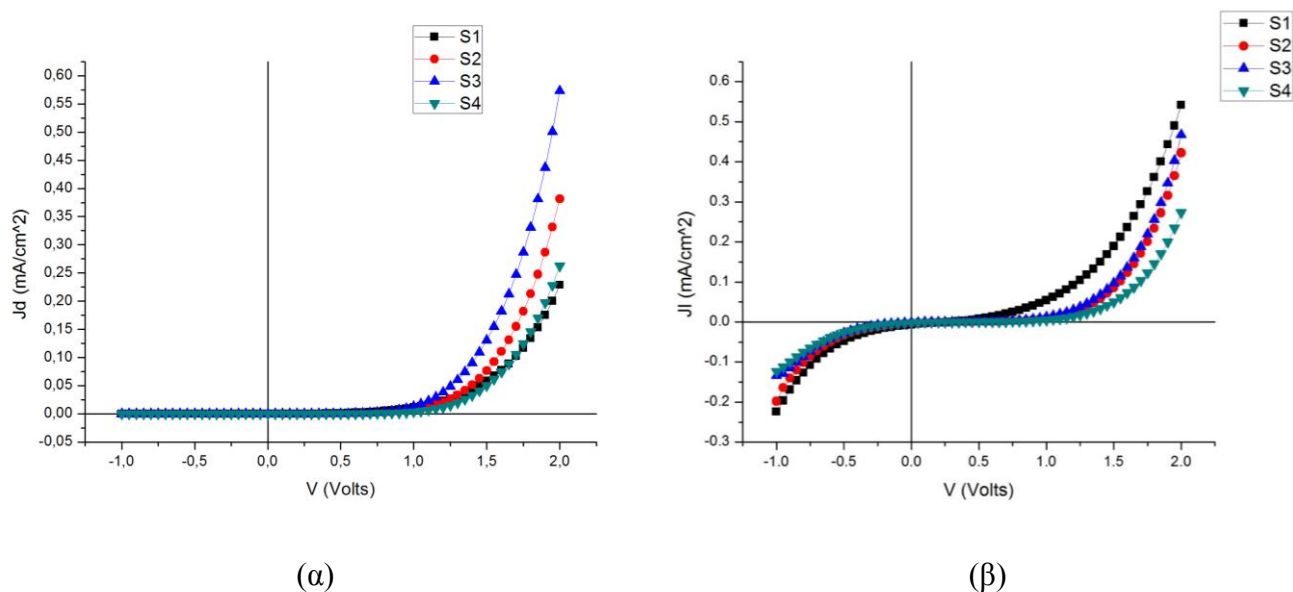 S1
S2
S3
S4
0,60
0,55
0,50
0,45
0,40
0,35
0,30
0,25
0,20
0,15
0,10
0,05
0,00
-0,05
Jd (mA/cm^2)
-1,0 -0,5 0,0 0,5 1,0 1,5 2,0
V (Volts)
(α)
S1
S2
S3
S4
0.6
0.5
0.4
0.3
0.2
0.1
0.0
-0.1
-0.2
-0.3
Jl (mA/cm^2)
-1.0 -0.5 0.0 0.5 1.0 1.5 2.0
V (Volts)
(β)